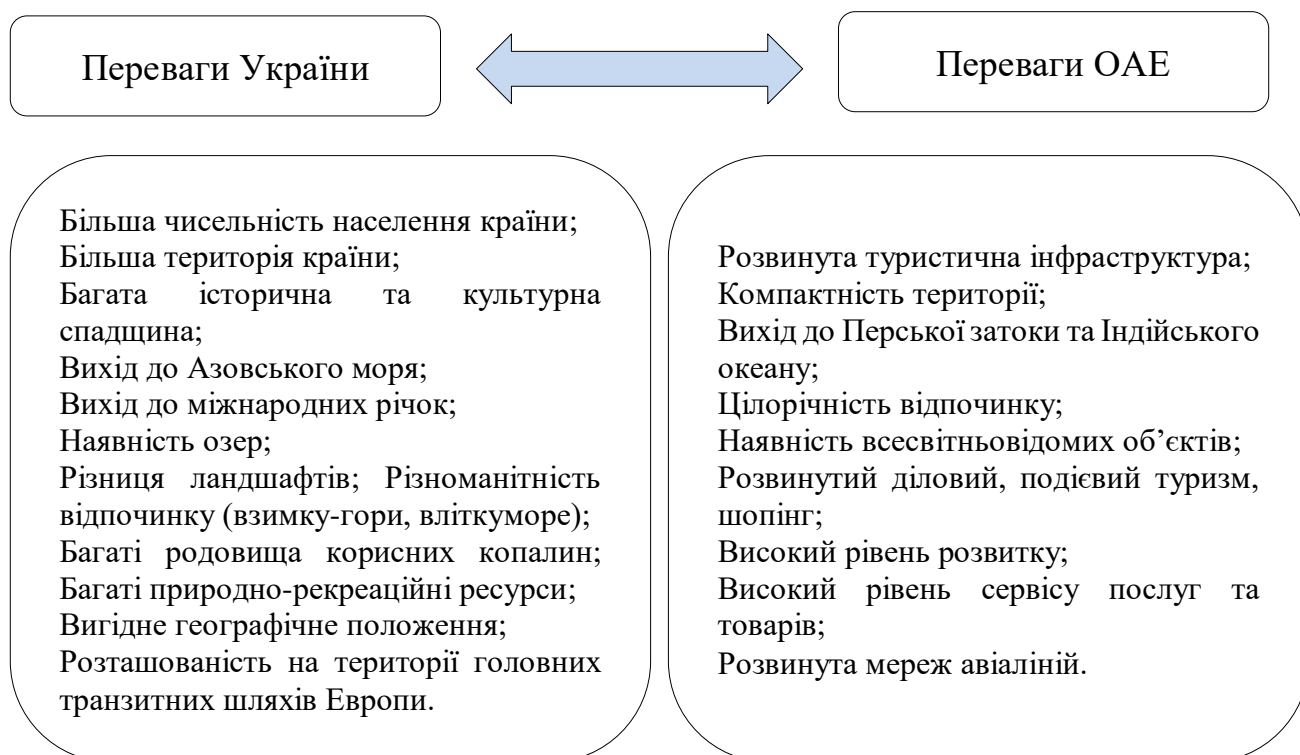 Переваги України
Переваги ОАЕ
Більша чисельність населення країни;
Більша територія країни;
Багата історична та культурна
спадщина;
Вихід до Азовського моря;
Вихід до міжнародних річок;
Наявність озер;
Різниця ландшафтів; Різноманітність
відпочинку (взимку-гори, вліткуморе);
Багаті родовища корисних копалин;
Багаті природно-рекреаційні ресурси;
Вигідне географічне положення;
Розташованість на території головних
транзитних шляхів Европи.
Розвинута туристична інфраструктура;
Компактність території;
Вихід до Перської затоки та Індійського
океану;
Цілорічність відпочинку;
Наявність всесвітньовідомих об’єктів;
Розвинутий діловий, подієвий туризм,
шопінг;
Високий рівень розвитку;
Високий рівень сервісу послуг та
товарів;
Розвинута мереж авіаліній.